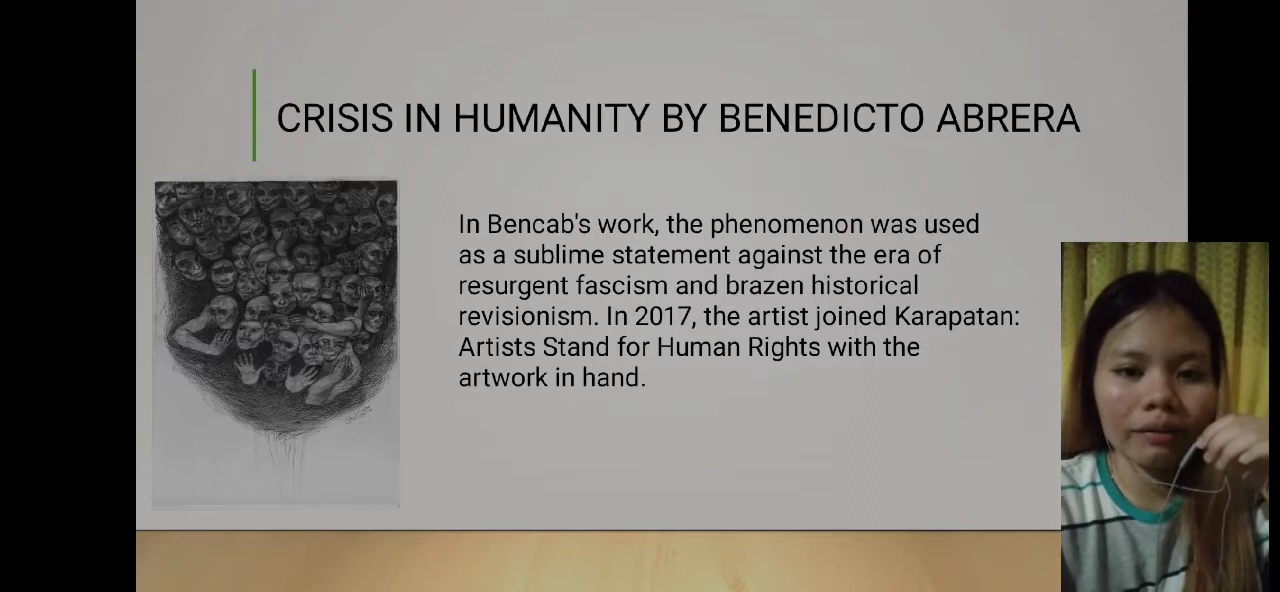 CRISIS IN HUMANITY BY BENEDICTO ABRERA
In Bencab's work, the phenomenon was used
as a sublime statement against the era of
resurgent fascism and brazen historical
revisionism. In 2017, the artist joined Karapatan:
Artists Stand for Human Rights with the
artwork in hand.